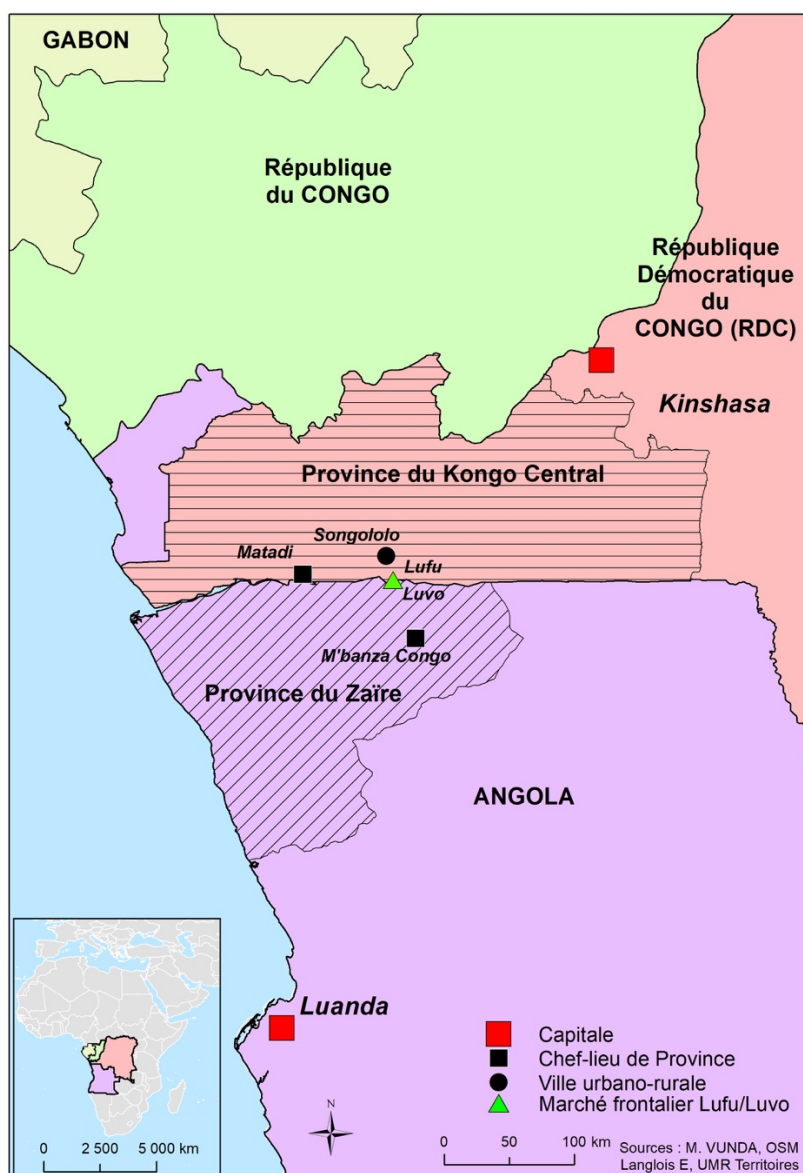 GABON
République
du CONGO
République
Démocratique
du
CONGO (RDC)
Kinshasa
Province du Kongo Central
Songololo
Matadi
Lufu
Luvo
M'banza Congo
Province du Zaïre
ANGOLA
Luanda
Capitale
Chef-lieu de Province
Ville urbano-rurale
Marché frontalier Lufu/Luvo
N
0 2 500 5 000 km
0 50 100 km
Sources : M. VUNDA, OSM
Langlois E, UMR Territoires